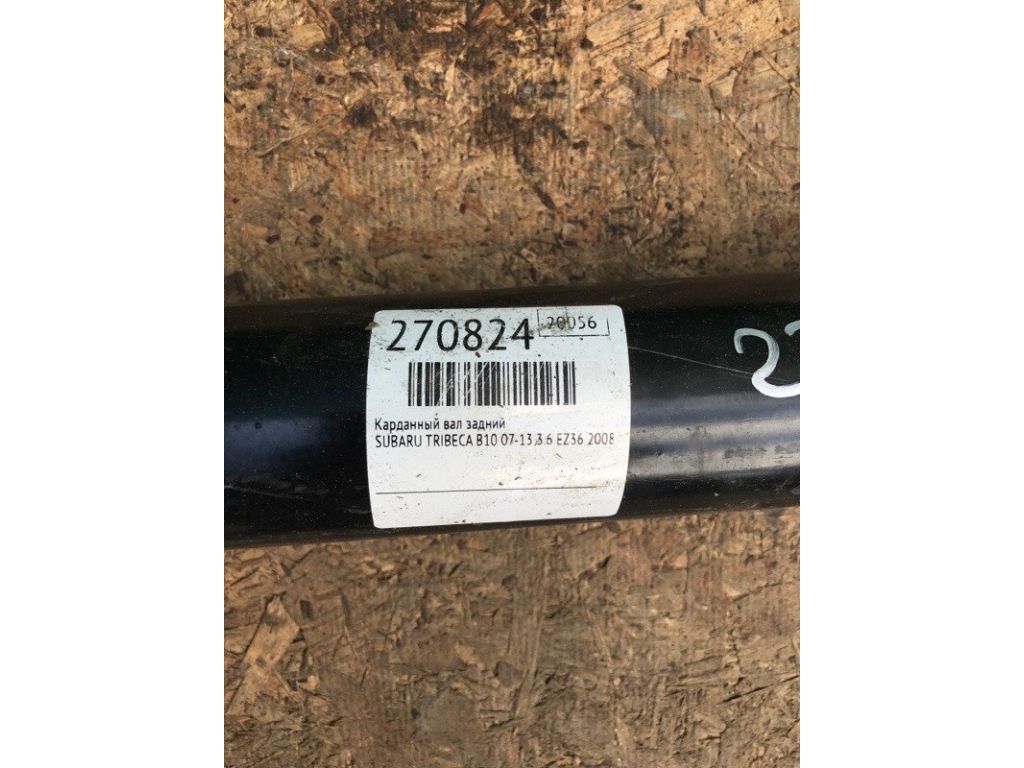 270824 20056
Карданный вал задний
SUBARU TRIBECA B10 07-13,3.6 EZ36 2008